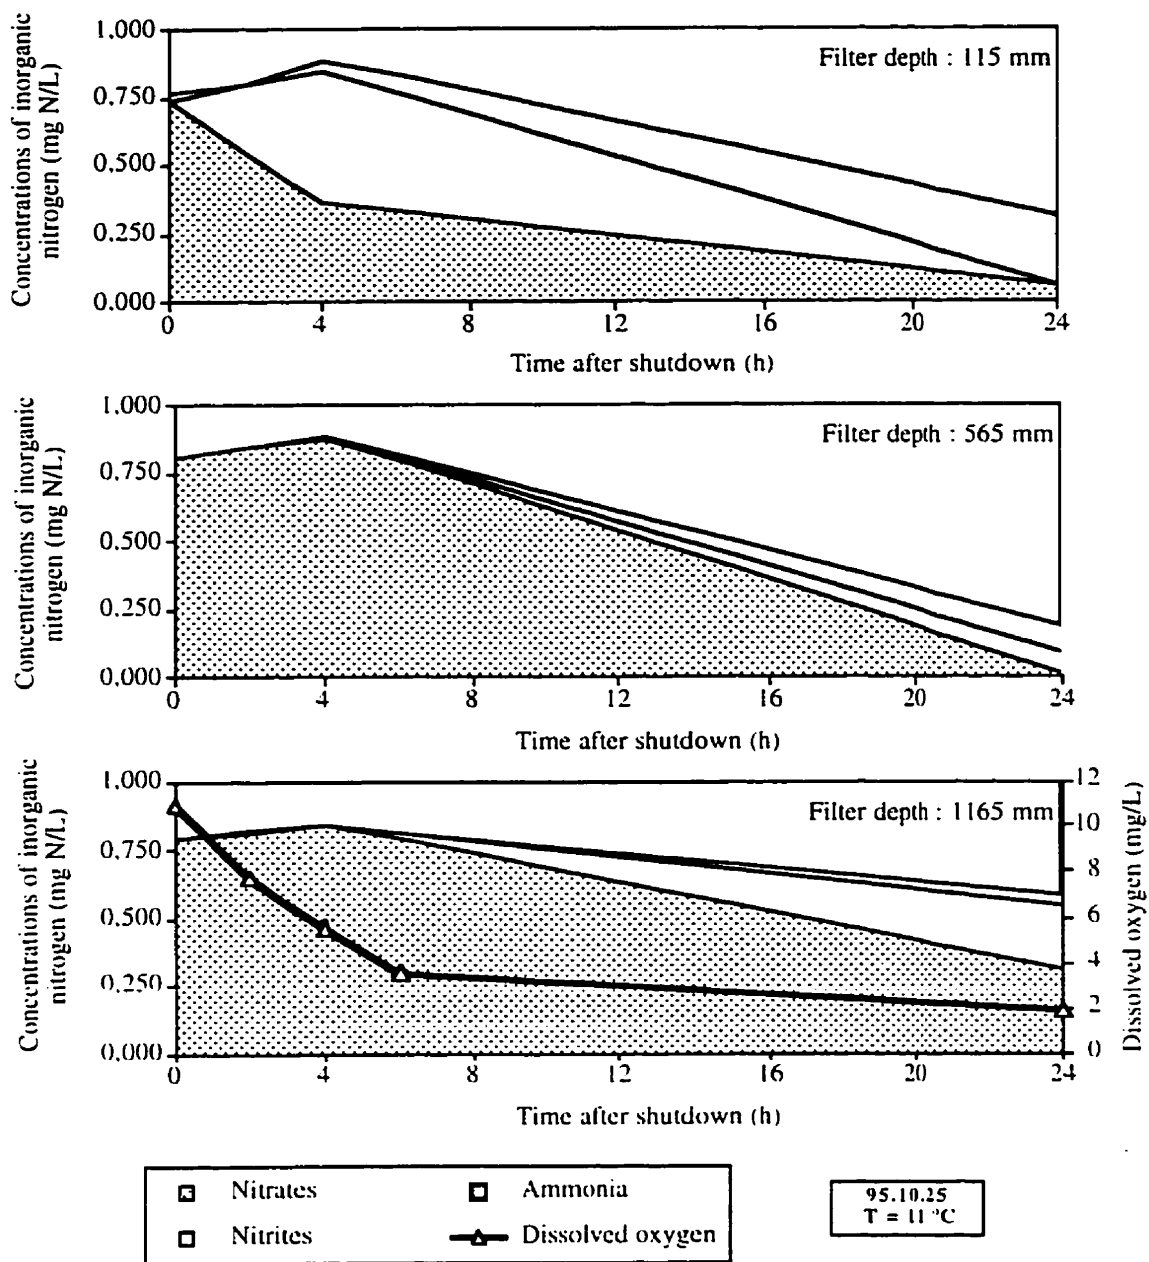 Concentrations of inorganic
nitrogen (mg N/L)
1.000
0.750
0.500
0.250
0.000
Filter depth : 115 mm
0 4 8 12 16 20 24
Time after shutdown (h)
Concentrations of inorganic
nitrogen (mg N/L)
1.000
0.750
0.500
0.250
0.000
Filter depth : 565 mm
0 4 8 12 16 20 24
Time after shutdown (h)
Concentrations of inorganic
nitrogen (mg N/L)
1.000
0.750
0.500
0.250
0.000
Filter depth : 1165 mm
12
10
8
6
4
2
0
Dissolved oxygen (mg/L)
0 4 8 12 16 20 24
Time after shutdown (h)
Nitrates
Ammonia
Nitrites
Dissolved oxygen
95.10.25
T = 11 °C